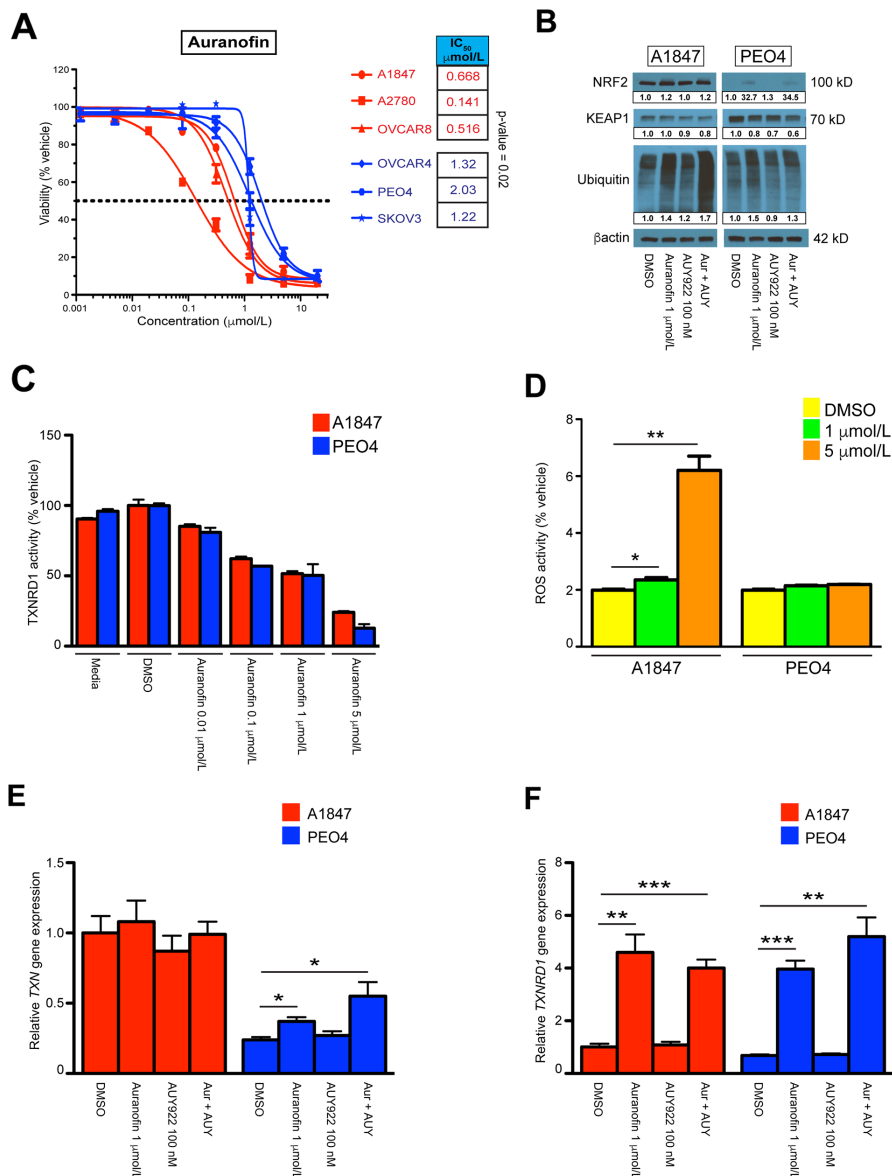 A
Auranofin
IC50
μmol/L
A1847 0.668
A2780 0.141
OVCAR8 0.516
OVCAR4 1.32
PEO4 2.03
SKOV3 1.22
p-value = 0.02
Viability (% vehicle)
120
100
80
60
40
20
0
0.001 0.01 0.1 1 10
Concentration (μmol/L)
B
A1847 PEO4
NRF2 100 kD
1.0 1.2 1.0 1.2 1.0 32.7 1.3 34.5
KEAP1 70 kD
1.0 1.0 0.9 0.8 1.0 0.8 0.7 0.6
Ubiquitin
1.0 1.4 1.2 1.7 1.0 1.5 0.9 1.3
βactin 42 kD
DMSO
Auranofin 1 μmol/L
AUY922 100 nM
Aur + AUY
DMSO
Auranofin 1 μmol/L
AUY922 100 nM
Aur + AUY
C
A1847
PEO4
TXNRD1 activity (% vehicle)
150
100
50
0
Media
DMSO
Auranofin 0.01 μmol/L
Auranofin 0.1 μmol/L
Auranofin 1 μmol/L
Auranofin 5 μmol/L
D
DMSO
1 μmol/L
5 μmol/L
ROS activity (% vehicle)
8
6
4
2
0
**
*
A1847 PEO4
E
A1847
PEO4
Relative TXN gene expression
1.5
1.0
0.5
0.0
*
*
DMSO
Auranofin 1 μmol/L
AUY922 100 nM
Aur + AUY
DMSO
Auranofin 1 μmol/L
AUY922 100 nM
Aur + AUY
F
A1847
PEO4
Relative TXNRD1 gene expression
8
6
4
2
0
***
**
**
***
DMSO
Auranofin 1 μmol/L
AUY922 100 nM
Aur + AUY
DMSO
Auranofin 1 μmol/L
AUY922 100 nM
Aur + AUY